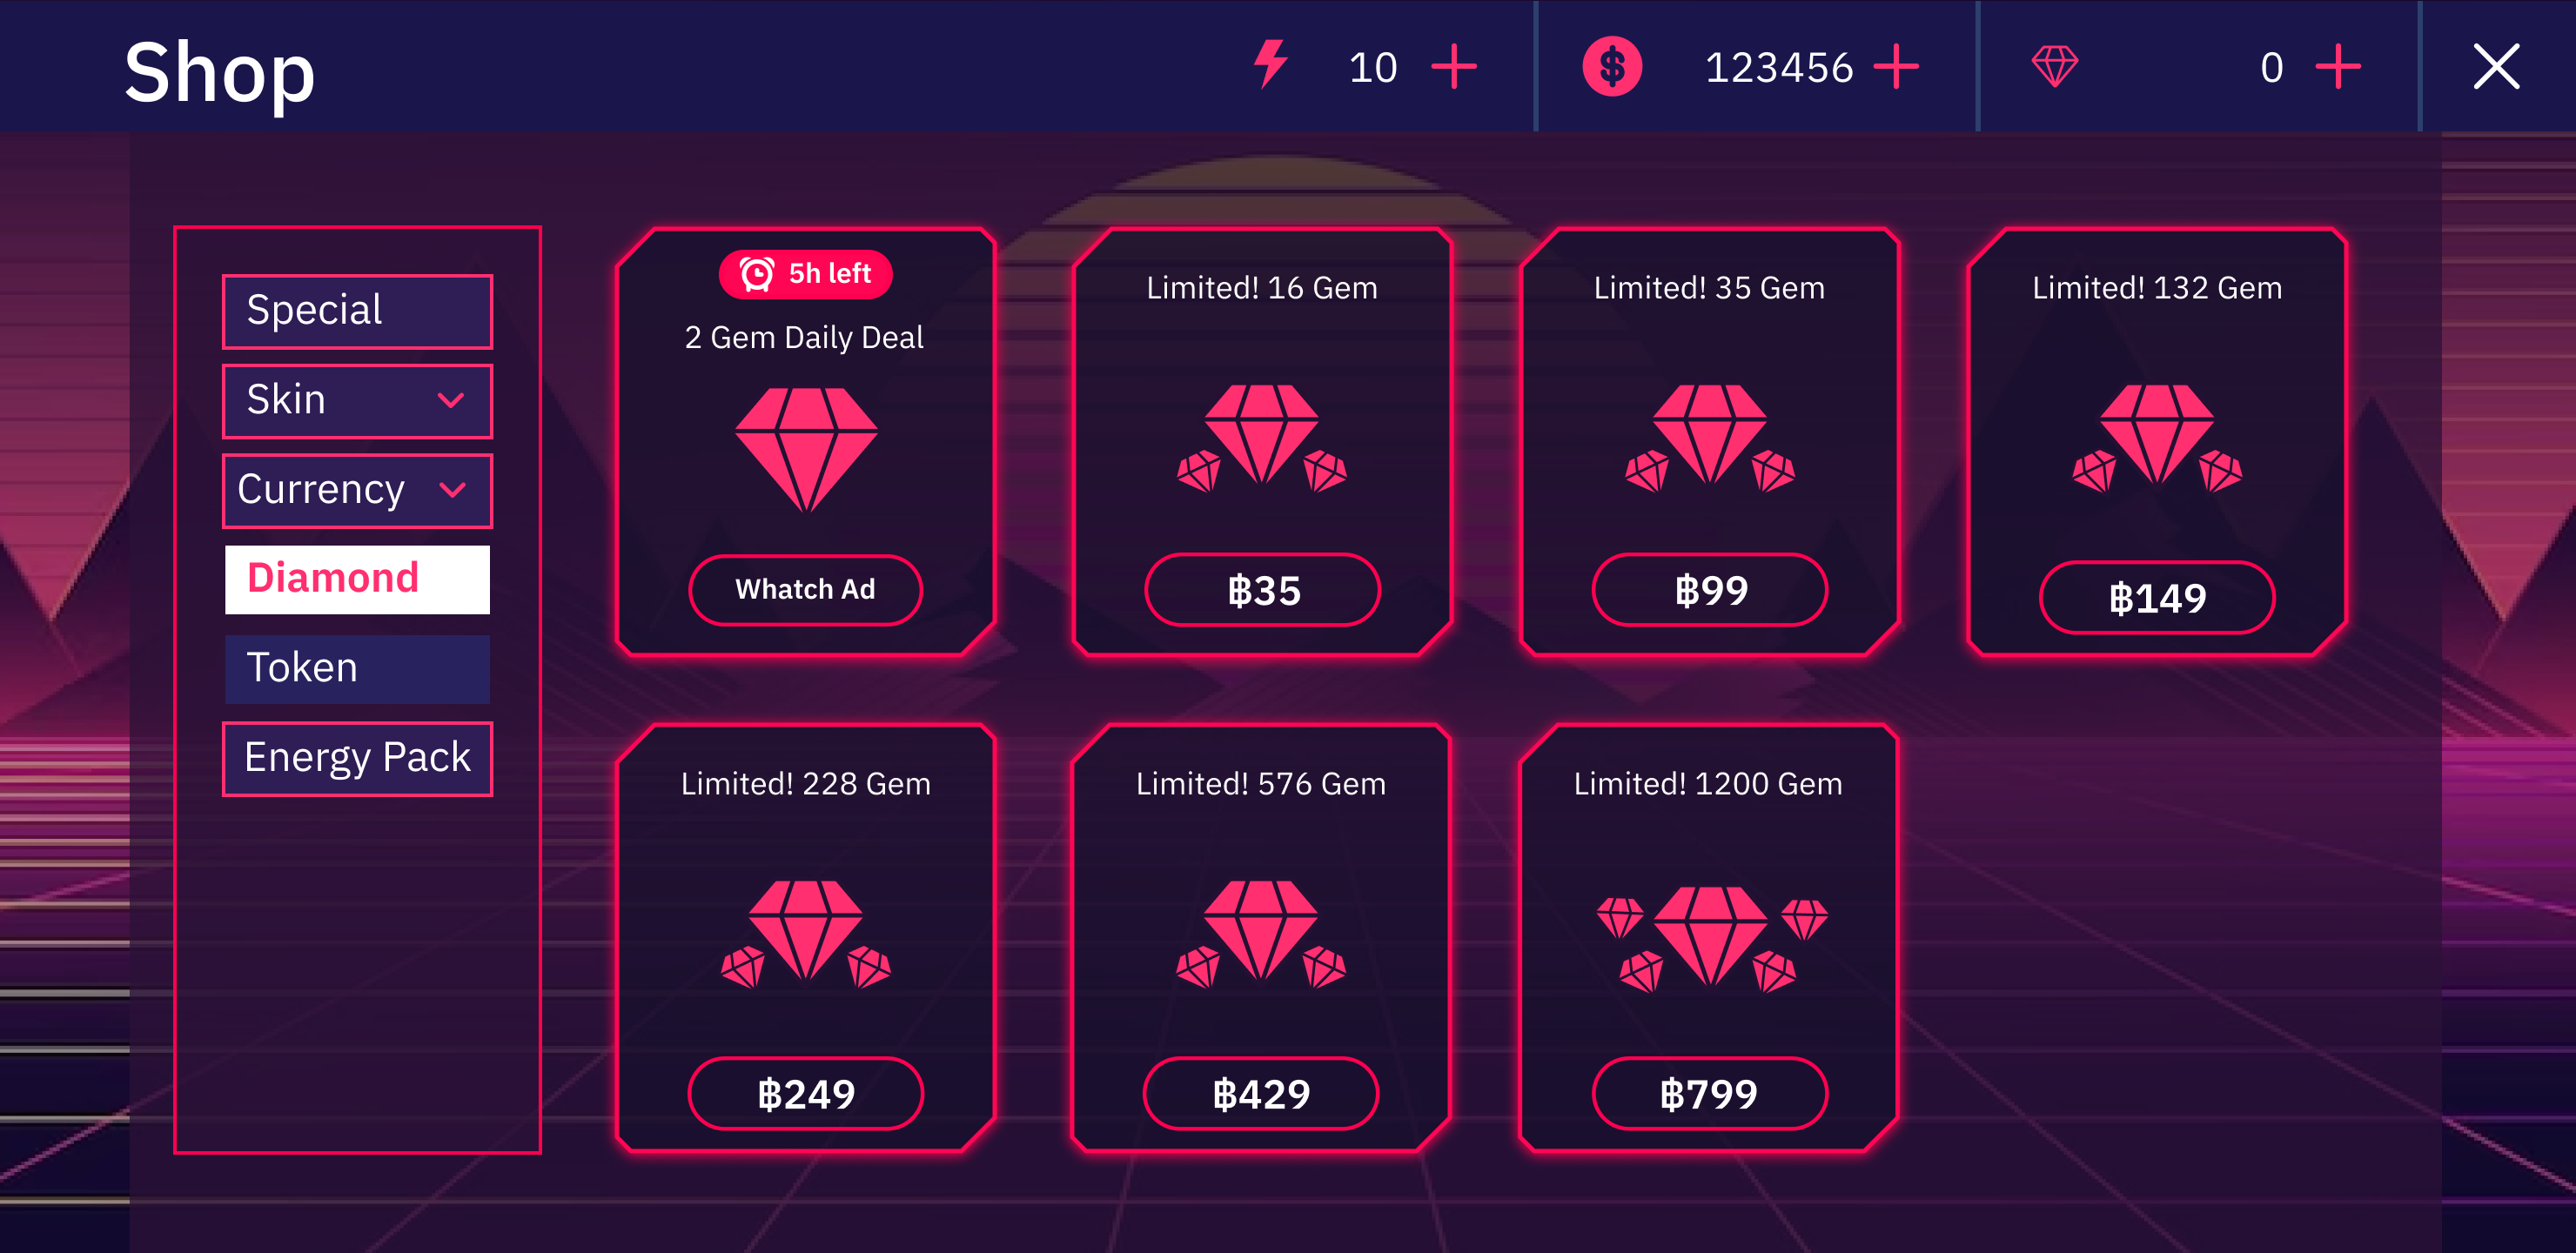 Shop
10
123456
0
Special
Skin
Currency
Diamond
Token
Energy Pack
5h left
2 Gem Daily Deal
Whatch Ad
Limited! 16 Gem
฿35
Limited! 35 Gem
฿99
Limited! 132 Gem
฿149
Limited! 228 Gem
฿249
Limited! 576 Gem
฿429
Limited! 1200 Gem
฿799